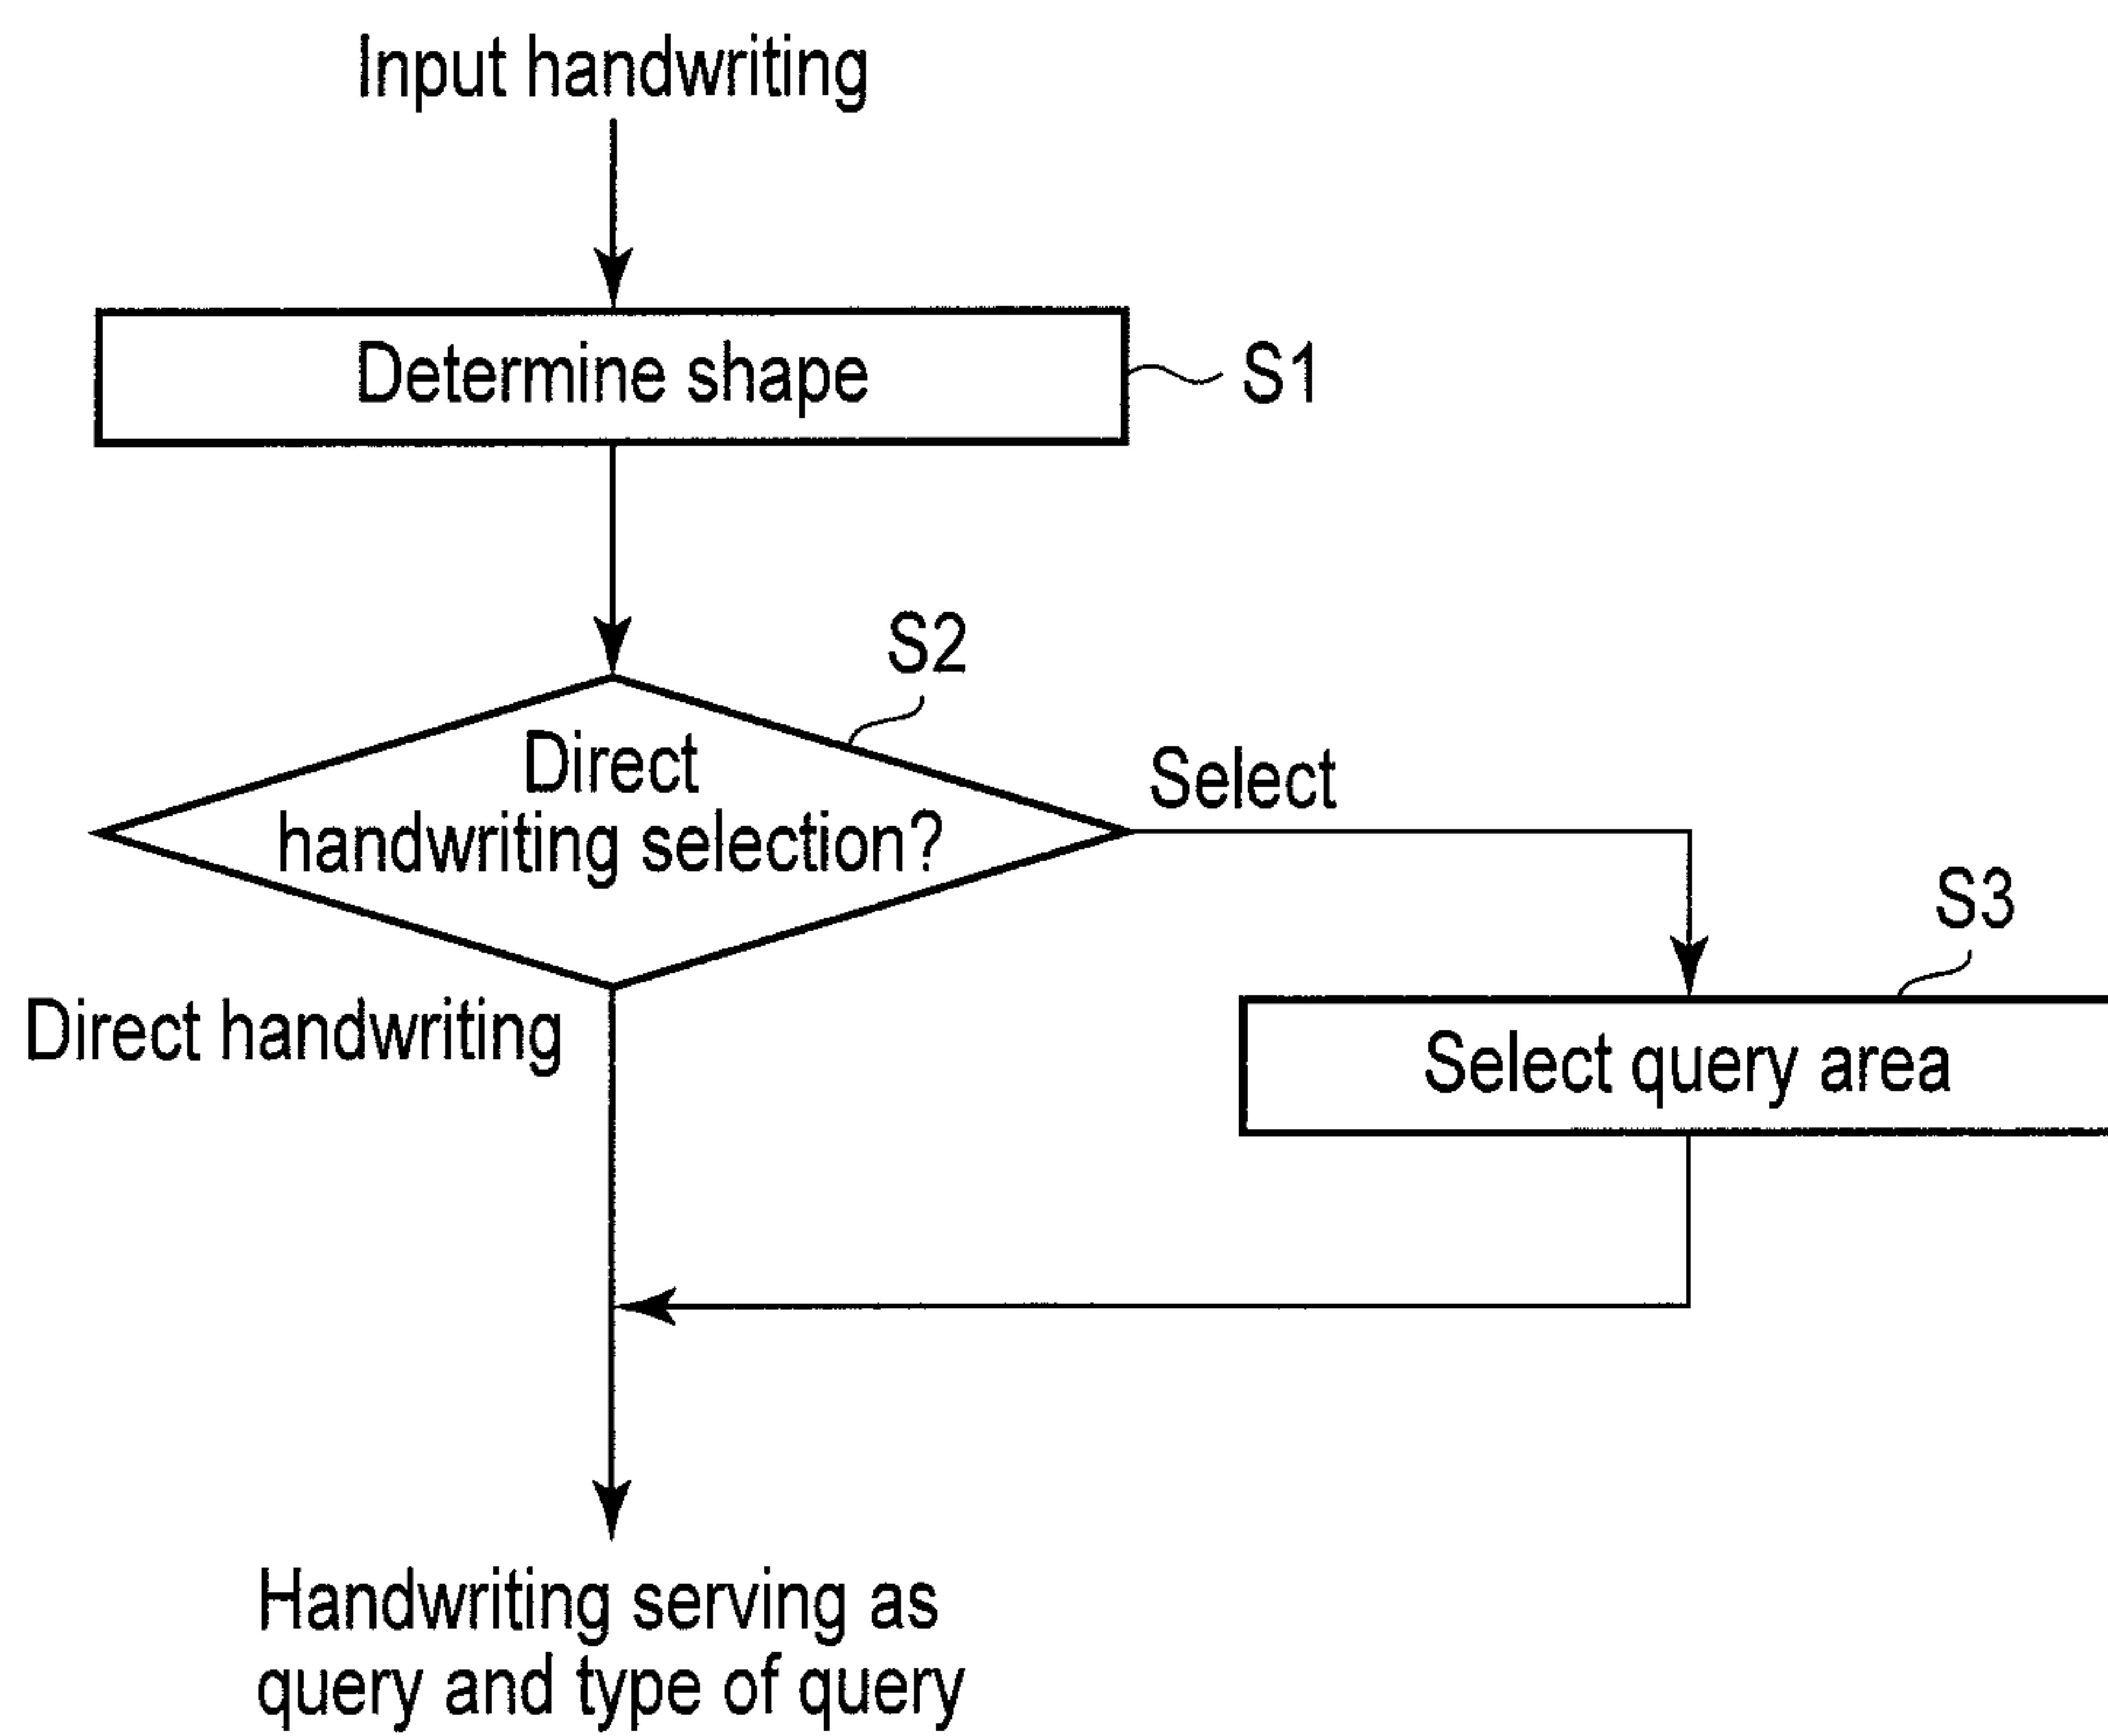 Input handwriting
Determine shape
S1
S2
Direct
handwriting selection?
Select
S3
Direct handwriting
Select query area
Handwriting serving as
query and type of query